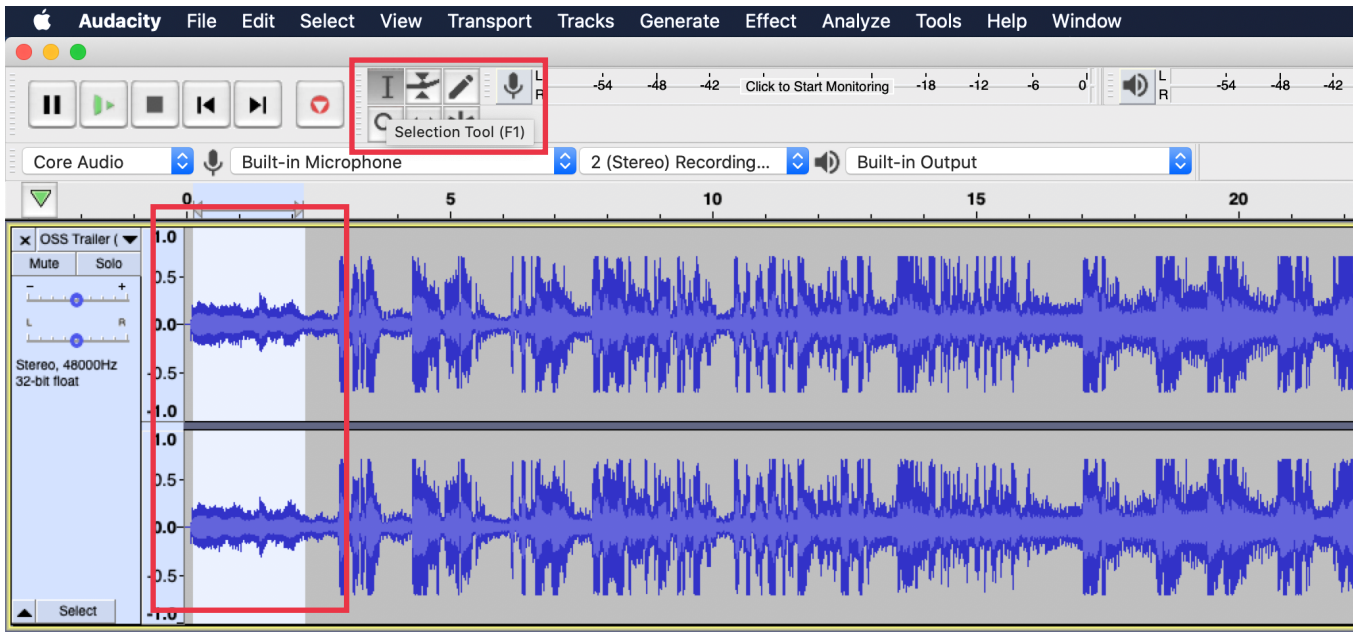 Audacity File Edit Select View Transport Tracks Generate Effect Analyze Tools Help Window
L -54 -48 -42 Click to Start Monitoring -18 -12 -6 0 L -54 -48 -42
R R
Selection Tool (F1)
Core Audio Built-in Microphone 2 (Stereo) Recording... Built-in Output
0 5 10 15 20
OSS Trailer ( 1.0
Mute Solo
0.5
- +
L R
0.0
Stereo, 48000Hz
32-bit float
-0.5
-1.0
1.0
0.5
0.0
-0.5
Select -1.0